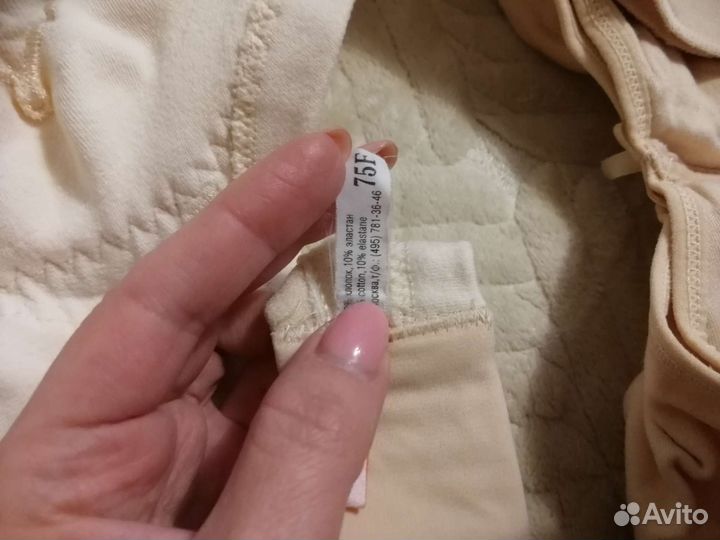 75F
хлопок,10% эластан
cotton,10% elastane
осква,т/ф.: (495) 781-36-46
Avito